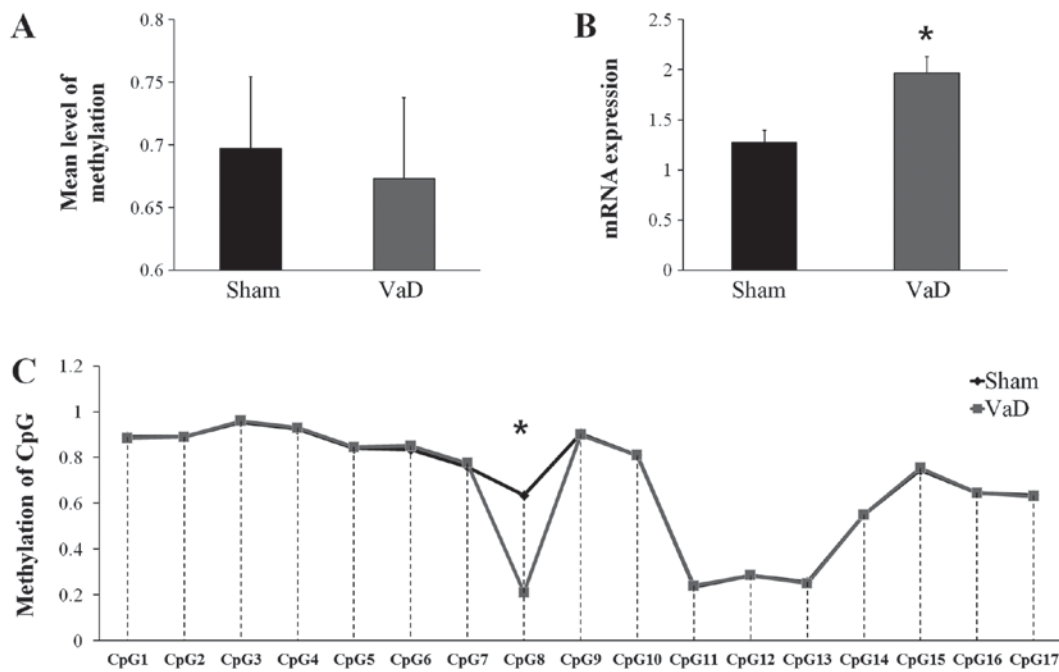 A
Mean level of
methylation
0.8
0.75
0.7
0.65
0.6
Sham VaD
B
mRNA expression
2.5
2
1.5
1
0.5
0
*
Sham VaD
C
Methylation of CpG
1.2
1
0.8
0.6
0.4
0.2
0
*
Sham
VaD
CpG1 CpG2 CpG3 CpG4 CpG5 CpG6 CpG7 CpG8 CpG9 CpG10 CpG11 CpG12 CpG13 CpG14 CpG15 CpG16 CpG17